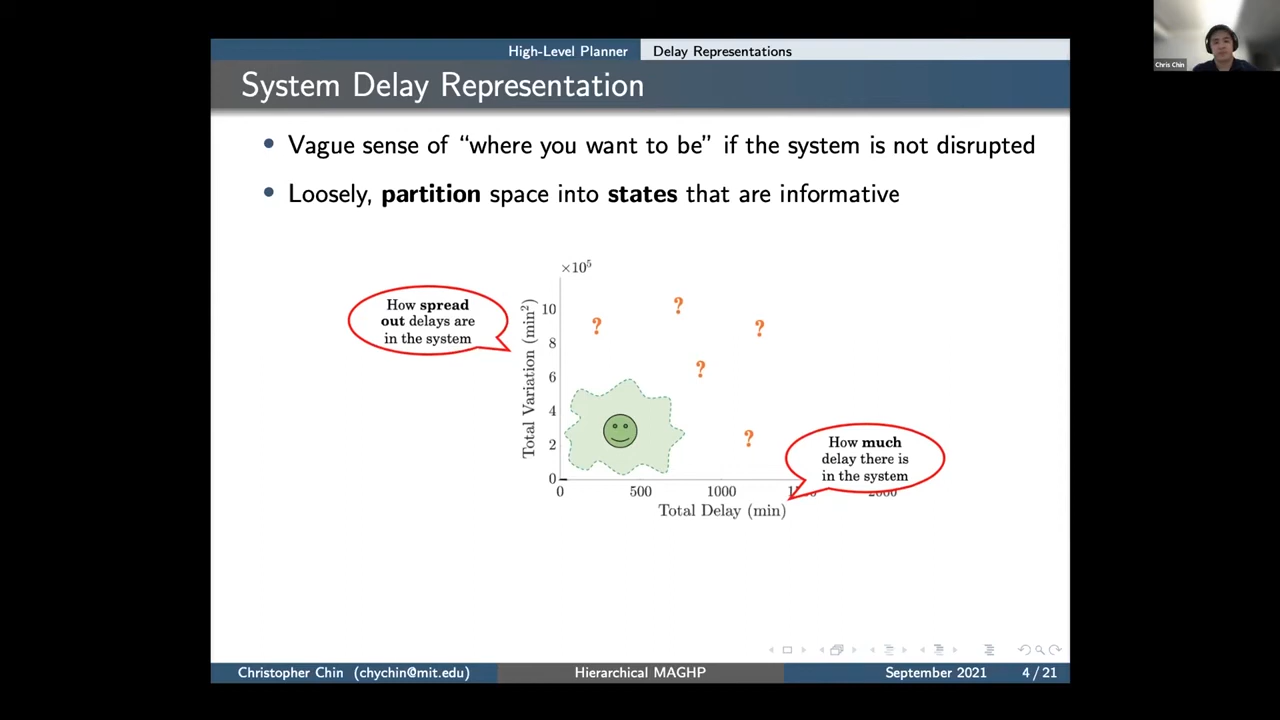 Chris Chin
High-Level Planner Delay Representations
System Delay Representation
• Vague sense of “where you want to be” if the system is not disrupted
• Loosely, partition space into states that are informative
×10⁵
How spread
out delays are
in the system
Total Variation (min²)
10
8
6
4
2
0
?
?
?
?
?
How much
delay there is
in the system
0 500 1000
Total Delay (min)
Christopher Chin (chychin@mit.edu) Hierarchical MAGHP September 2021 4 / 21